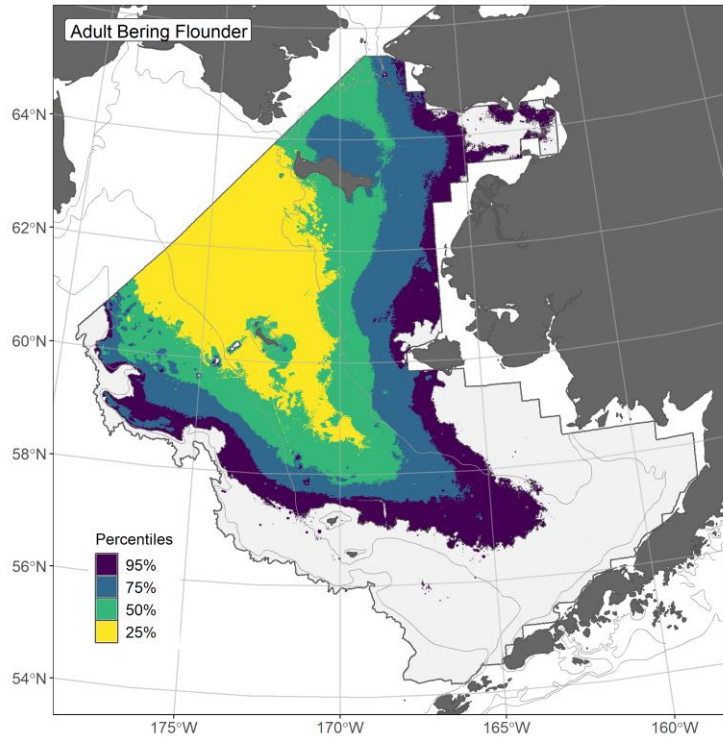 Adult Bering Flounder
64°N
62°N
60°N
58°N
56°N
54°N
Percentiles
95%
75%
50%
25%
175°W
170°W
165°W
160°W